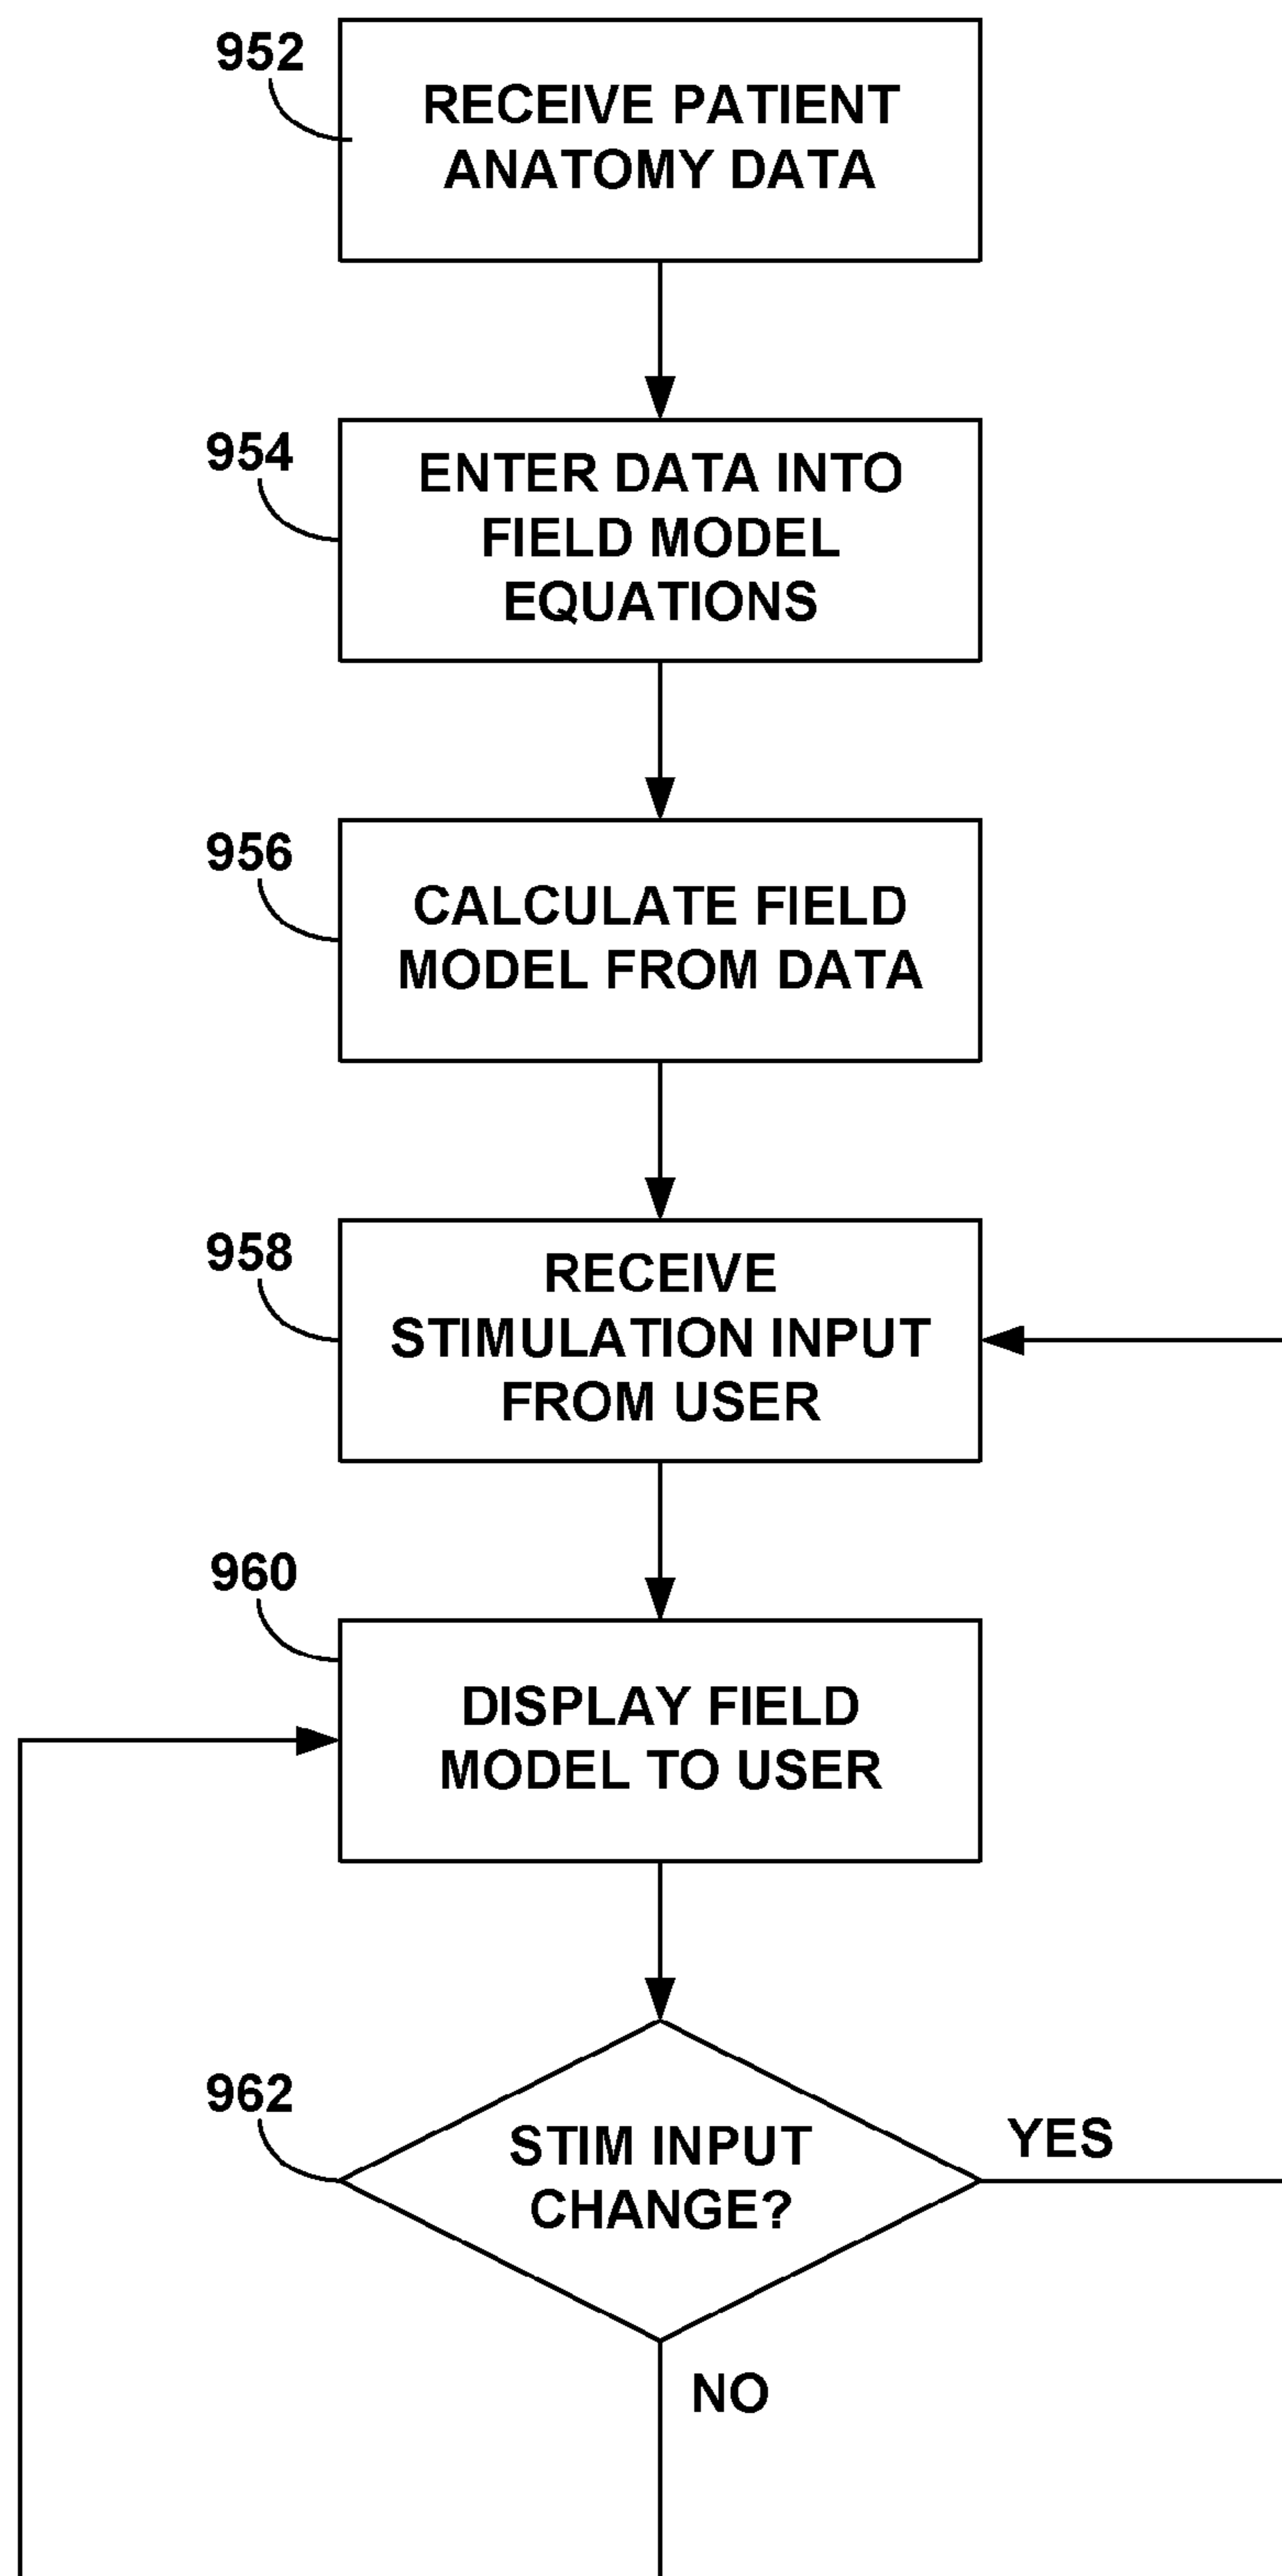 952
RECEIVE PATIENT
ANATOMY DATA
954
ENTER DATA INTO
FIELD MODEL
EQUATIONS
956
CALCULATE FIELD
MODEL FROM DATA
958
RECEIVE
STIMULATION INPUT
FROM USER
960
DISPLAY FIELD
MODEL TO USER
962
STIM INPUT
CHANGE?
YES
NO